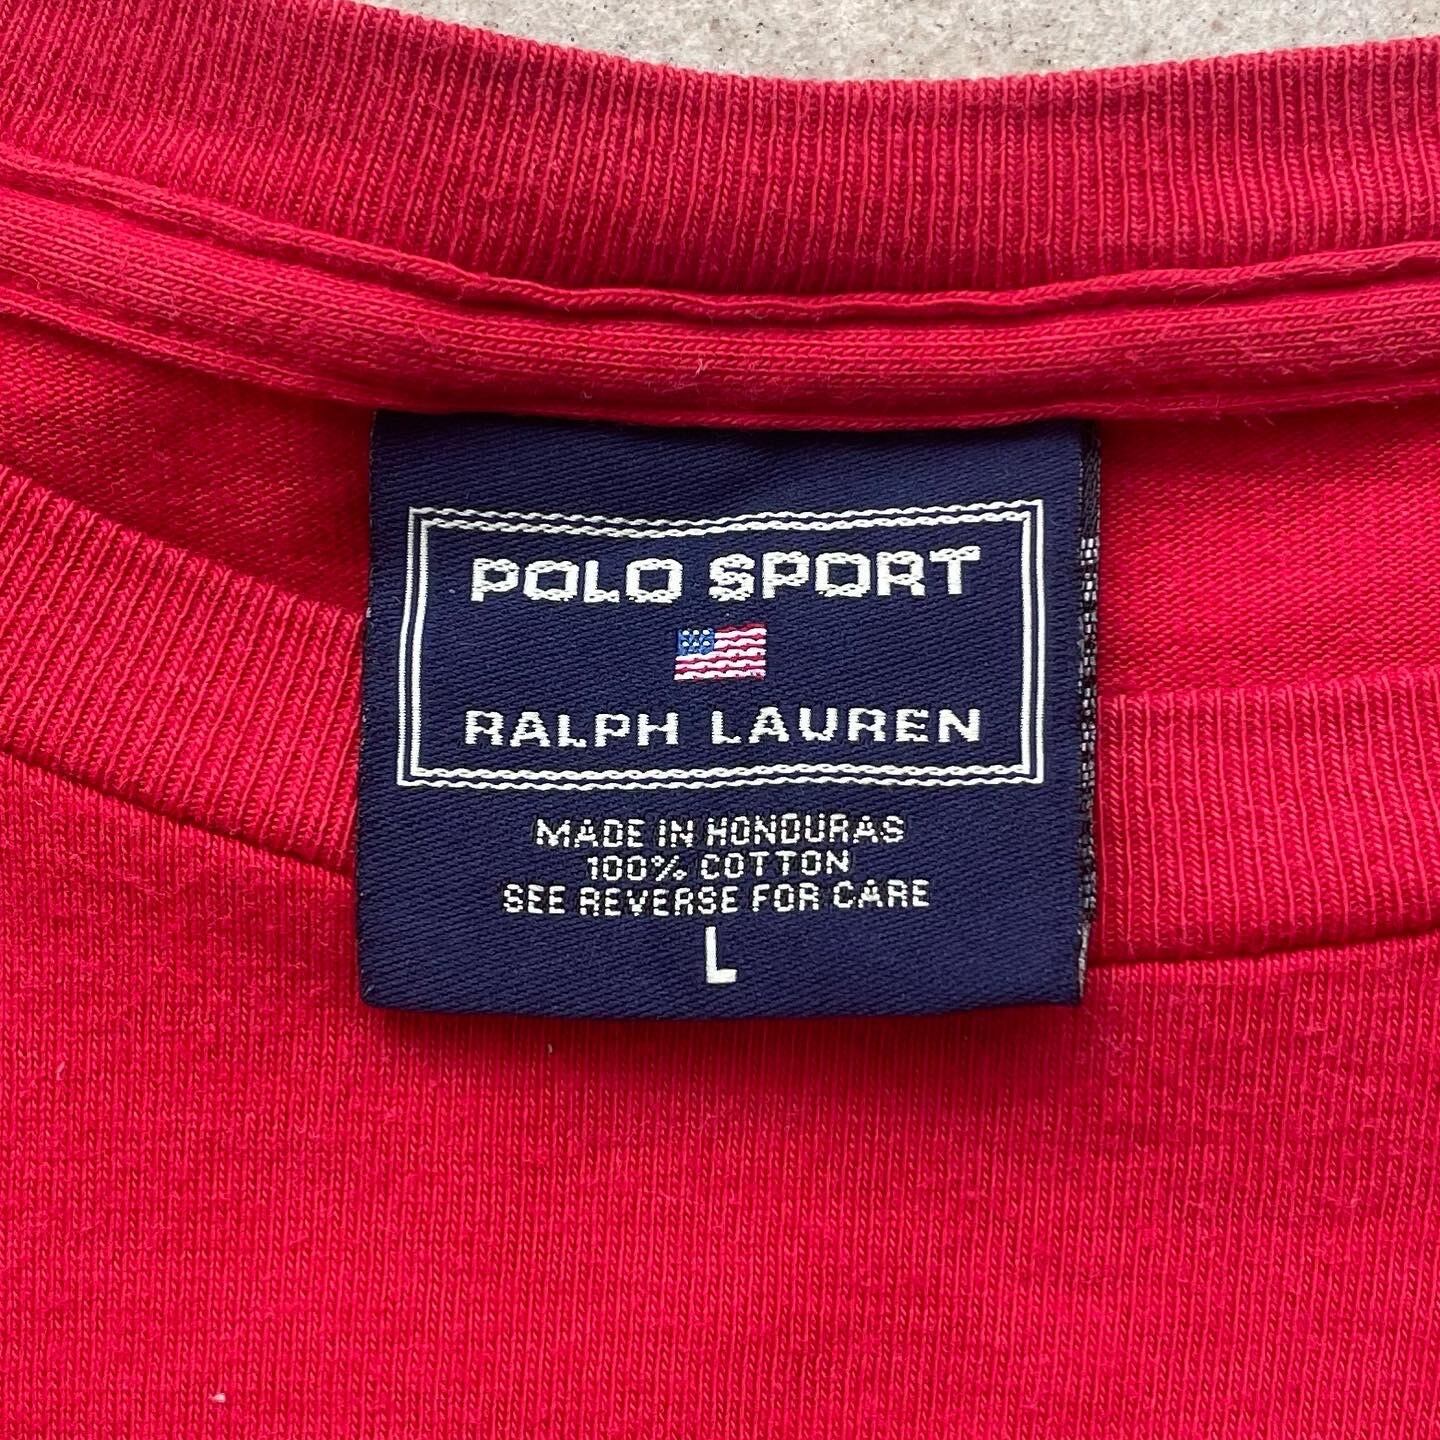 POLO SPORT
RALPH LAUREN
MADE IN HONDURAS
100% COTTON
SEE REVERSE FOR CARE
L